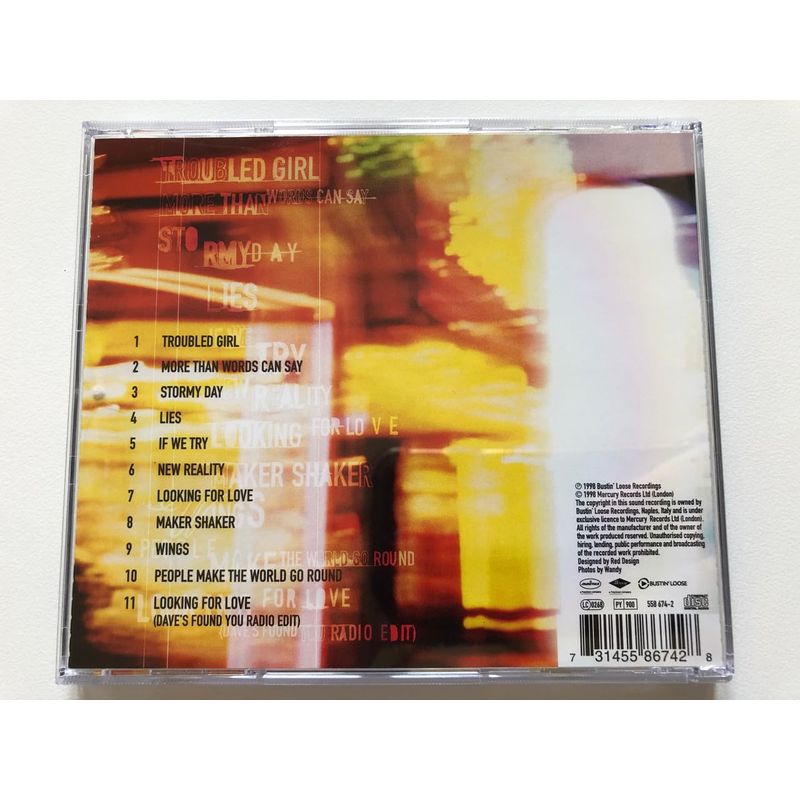 TROUBLED GIRL
MORE THAN WORDS CAN SAY
STORMY DAY
LIES
TRY
REALITY
LOOKING FOR LOVE
MAKER SHAKER
WINGS
PEOPLE MAKE THE WORLD GO ROUND
FOR LOVE
(DAVE'S FOUND YOU RADIO EDIT)
1 TROUBLED GIRL
2 MORE THAN WORDS CAN SAY
3 STORMY DAY
4 LIES
5 IF WE TRY
6 NEW REALITY
7 LOOKING FOR LOVE
8 MAKER SHAKER
9 WINGS
10 PEOPLE MAKE THE WORLD GO ROUND
11 LOOKING FOR LOVE
(DAVE'S FOUND YOU RADIO EDIT)
℗ 1998 Bustin' Loose Recordings
© 1998 Mercury Records Ltd (London)
The copyright in this sound recording is owned by
Bustin' Loose Recordings, Naples, Italy and is under
exclusive licence to Mercury Records Ltd (London).
All rights of the manufacturer and of the owner of
the work produced reserved. Unauthorised copying,
hiring, lending, public performance and broadcasting
of the recorded work prohibited.
Designed by Red Design
Photos by Wandy
BUSTIN' LOOSE
LC 0268 PY 900 558 674-2
7 31455 86742 8